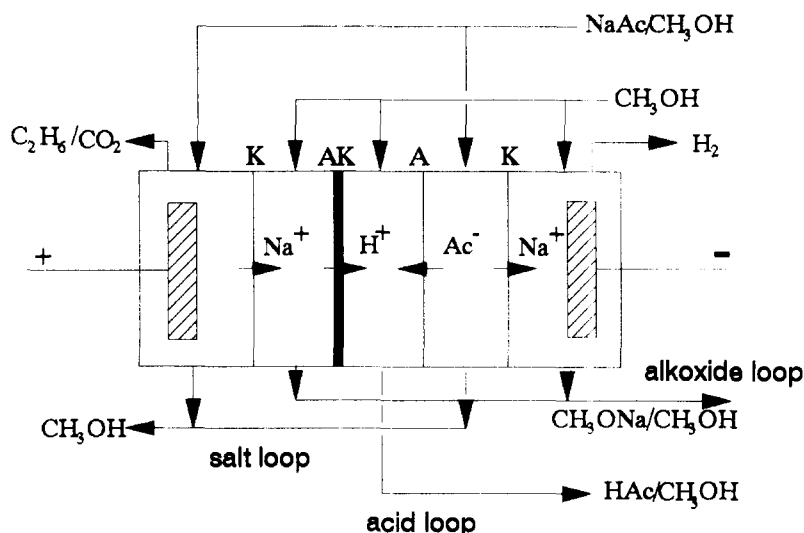 NaAc/CH₃OH
CH₃OH
C₂H₆/CO₂
H₂
K AK A K
Na⁺ H⁺ Ac⁻ Na⁺
+ -
alkoxide loop
CH₃OH CH₃ONa/CH₃OH
salt loop
HAc/CH₃OH
acid loop